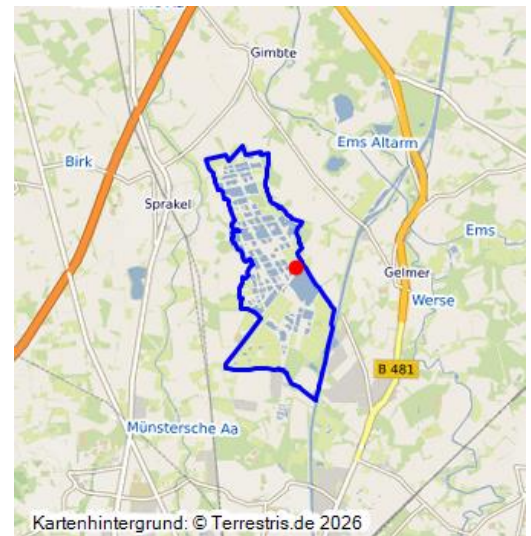 Gimbte
Ems Altarm
Birk
Sprakel
Ems
Gelmer
Werse
B 481
Münstersche Aa
Kartenhintergrund: © Terrestris.de 2026